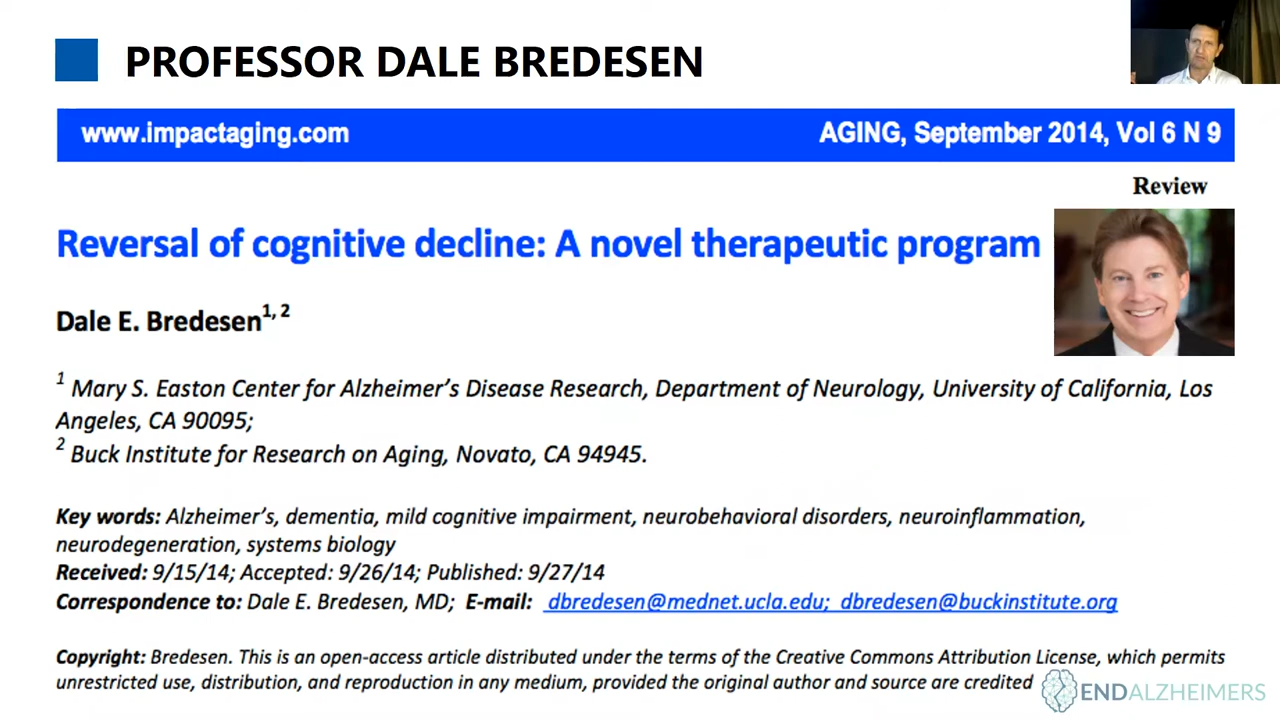 PROFESSOR DALE BREDESEN
www.impactaging.com AGING, September 2014, Vol 6 N 9
Review
Reversal of cognitive decline: A novel therapeutic program
Dale E. Bredesen1, 2
1 Mary S. Easton Center for Alzheimer's Disease Research, Department of Neurology, University of California, Los
Angeles, CA 90095;
2 Buck Institute for Research on Aging, Novato, CA 94945.
Key words: Alzheimer's, dementia, mild cognitive impairment, neurobehavioral disorders, neuroinflammation,
neurodegeneration, systems biology
Received: 9/15/14; Accepted: 9/26/14; Published: 9/27/14
Correspondence to: Dale E. Bredesen, MD; E-mail: dbredesen@mednet.ucla.edu; dbredesen@buckinstitute.org
Copyright: Bredesen. This is an open-access article distributed under the terms of the Creative Commons Attribution License, which permits
unrestricted use, distribution, and reproduction in any medium, provided the original author and source are credited
ENDALZHEIMERS